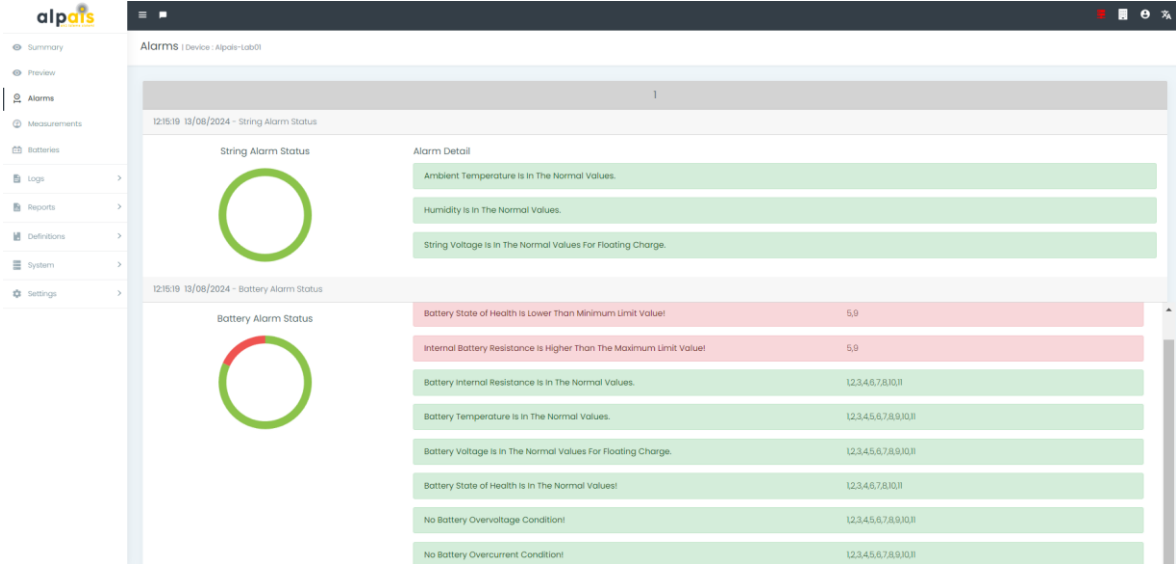 alpais
Summary
Preview
Alarms
Measurements
Batteries
Logs
Reports
Definitions
System
Settings
Alarms | Device : Alpais-Lab01
1
12:15:19 13/08/2024 - String Alarm Status
String Alarm Status
Alarm Detail
Ambient Temperature Is In The Normal Values.
Humidity Is In The Normal Values.
String Voltage Is In The Normal Values For Floating Charge.
12:15:19 13/08/2024 - Battery Alarm Status
Battery Alarm Status
Battery State of Health Is Lower Than Minimum Limit Value! 5,9
Internal Battery Resistance Is Higher Than The Maximum Limit Value! 5,9
Battery Internal Resistance Is In The Normal Values. 1,2,3,4,6,7,8,10,11
Battery Temperature Is In The Normal Values. 1,2,3,4,5,6,7,8,9,10,11
Battery Voltage Is In The Normal Values For Floating Charge. 1,2,3,4,5,6,7,8,9,10,11
Battery State of Health Is In The Normal Values! 1,2,3,4,6,7,8,10,11
No Battery Overvoltage Condition! 1,2,3,4,5,6,7,8,9,10,11
No Battery Overcurrent Condition! 1,2,3,4,5,6,7,8,9,10,11